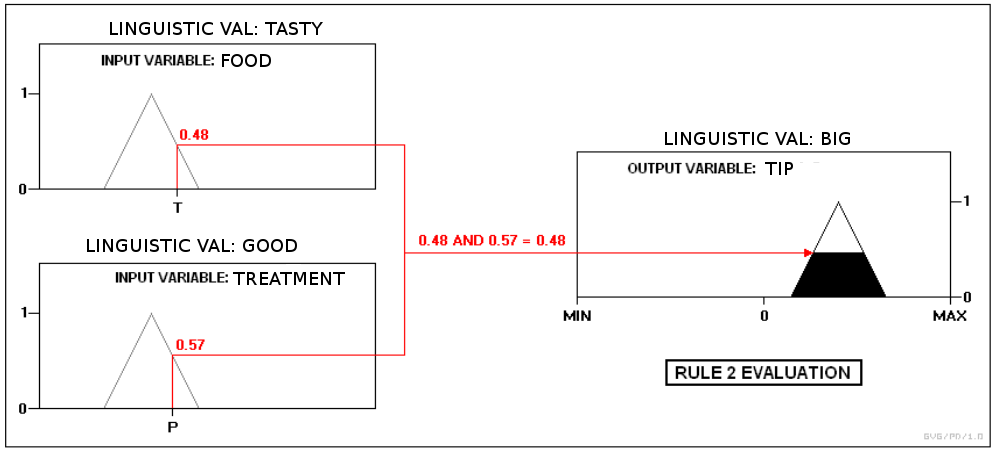 LINGUISTIC VAL: TASTY
INPUT VARIABLE: FOOD
1
0.48
0
T
LINGUISTIC VAL: GOOD
INPUT VARIABLE: TREATMENT
1
0.57
0
P
0.48 AND 0.57 = 0.48
LINGUISTIC VAL: BIG
OUTPUT VARIABLE: TIP
1
0
MIN 0 MAX
RULE 2 EVALUATION
GVG/PD/1.0